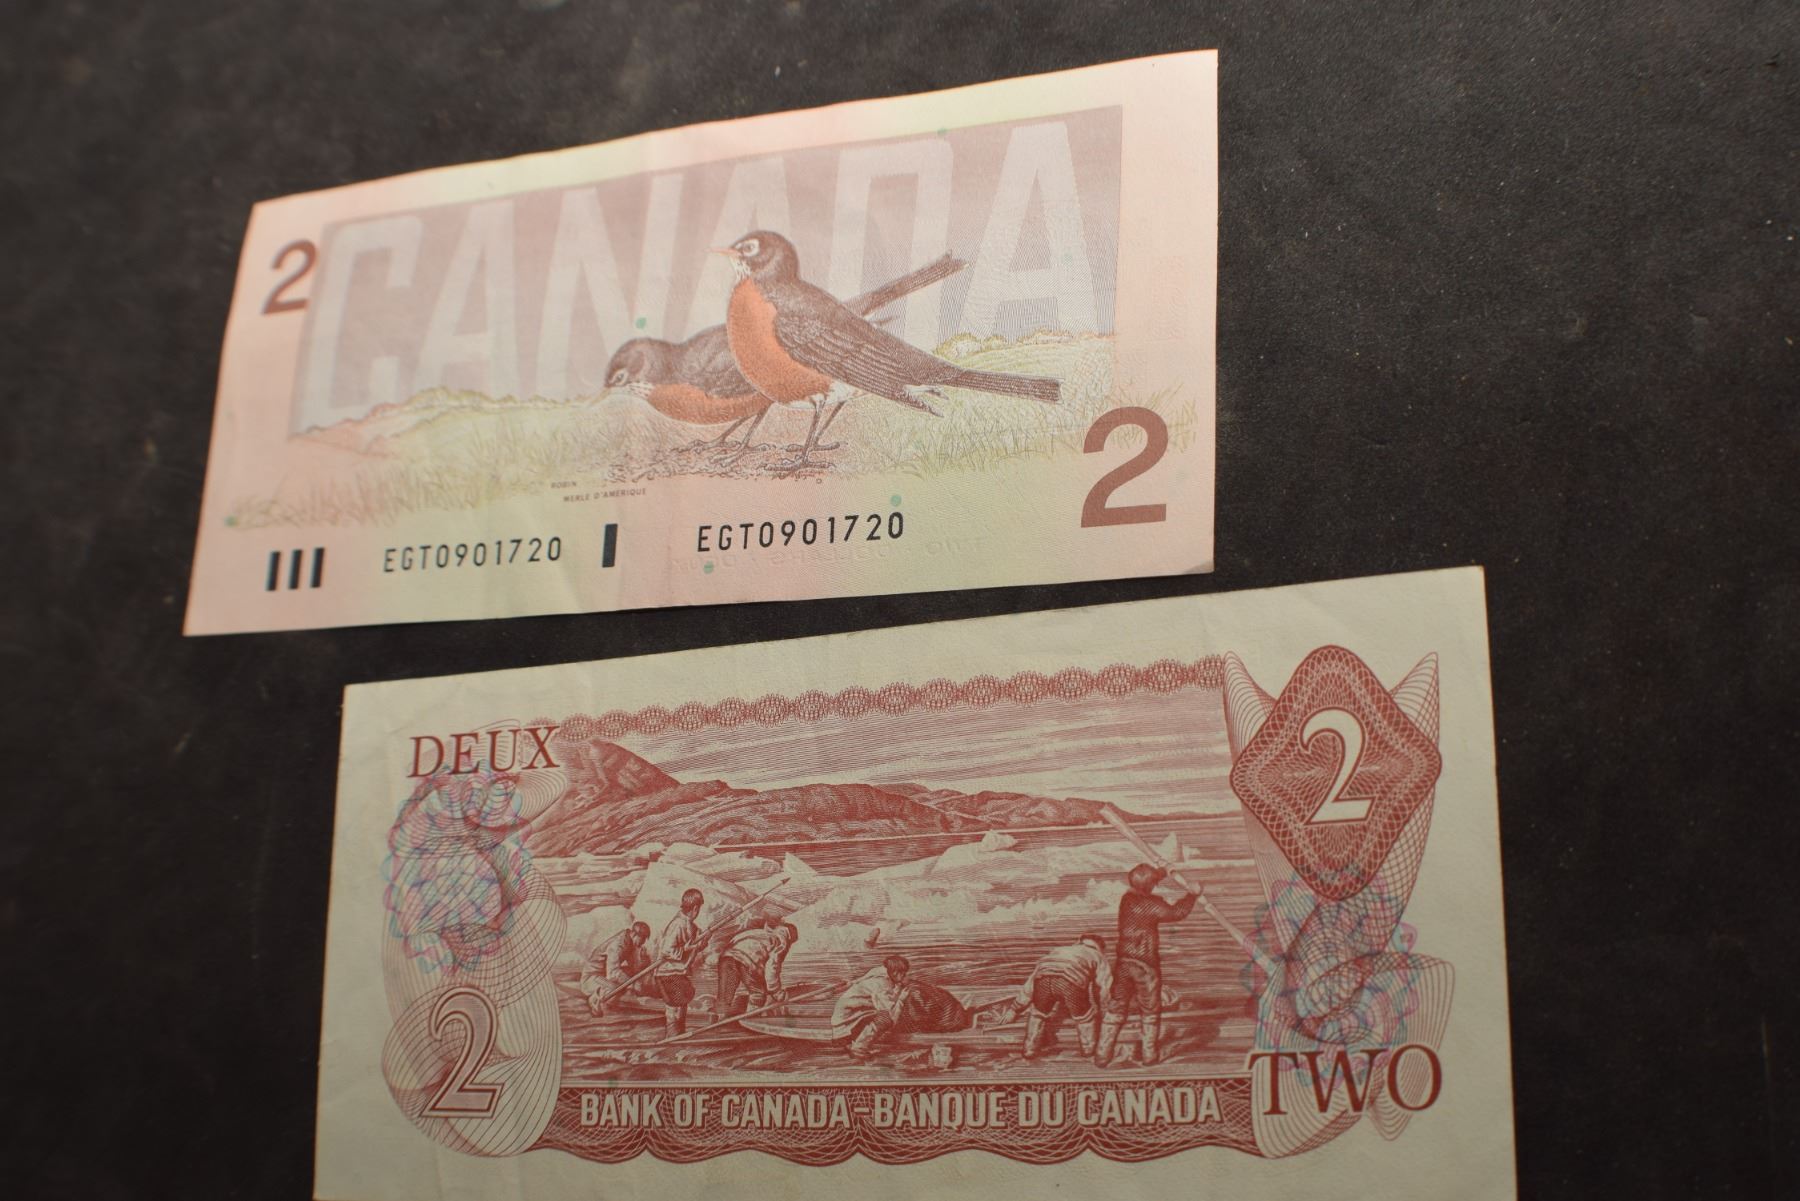 CANADA
2
ROBIN
MERLE D'AMÉRIQUE
2
EGT0901720 EGT0901720
DEUX
2
2
TWO
BANK OF CANADA-BANQUE DU CANADA